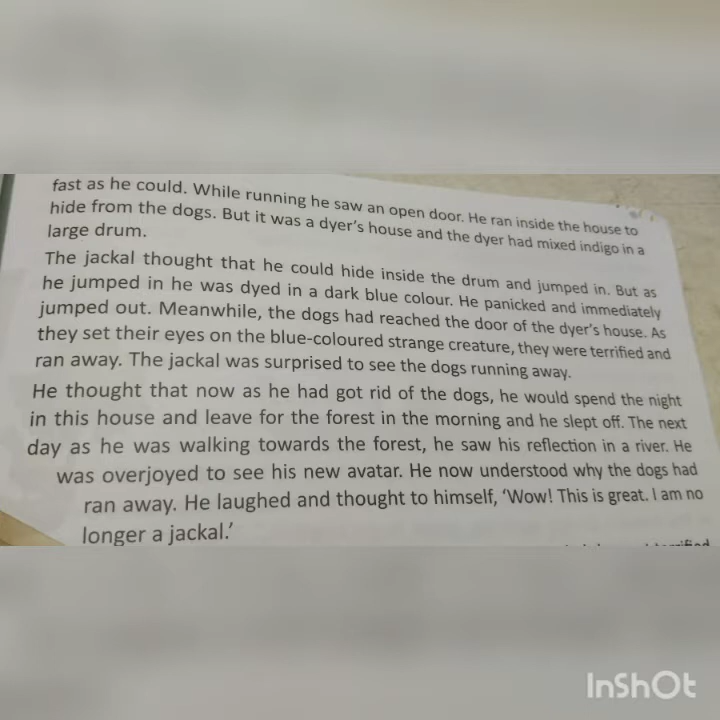 fast as he could. While running he saw an open door. He ran inside the house to
hide from the dogs. But it was a dyer's house and the dyer had mixed indigo in a
large drum.
The jackal thought that he could hide inside the drum and jumped in. But as
he jumped in he was dyed in a dark blue colour. He panicked and immediately
jumped out. Meanwhile, the dogs had reached the door of the dyer's house. As
they set their eyes on the blue-coloured strange creature, they were terrified and
ran away. The jackal was surprised to see the dogs running away.
He thought that now as he had got rid of the dogs, he would spend the night
in this house and leave for the forest in the morning and he slept off. The next
day as he was walking towards the forest, he saw his reflection in a river. He
was overjoyed to see his new avatar. He now understood why the dogs had
ran away. He laughed and thought to himself, 'Wow! This is great. I am no
longer a jackal.'
InShOt